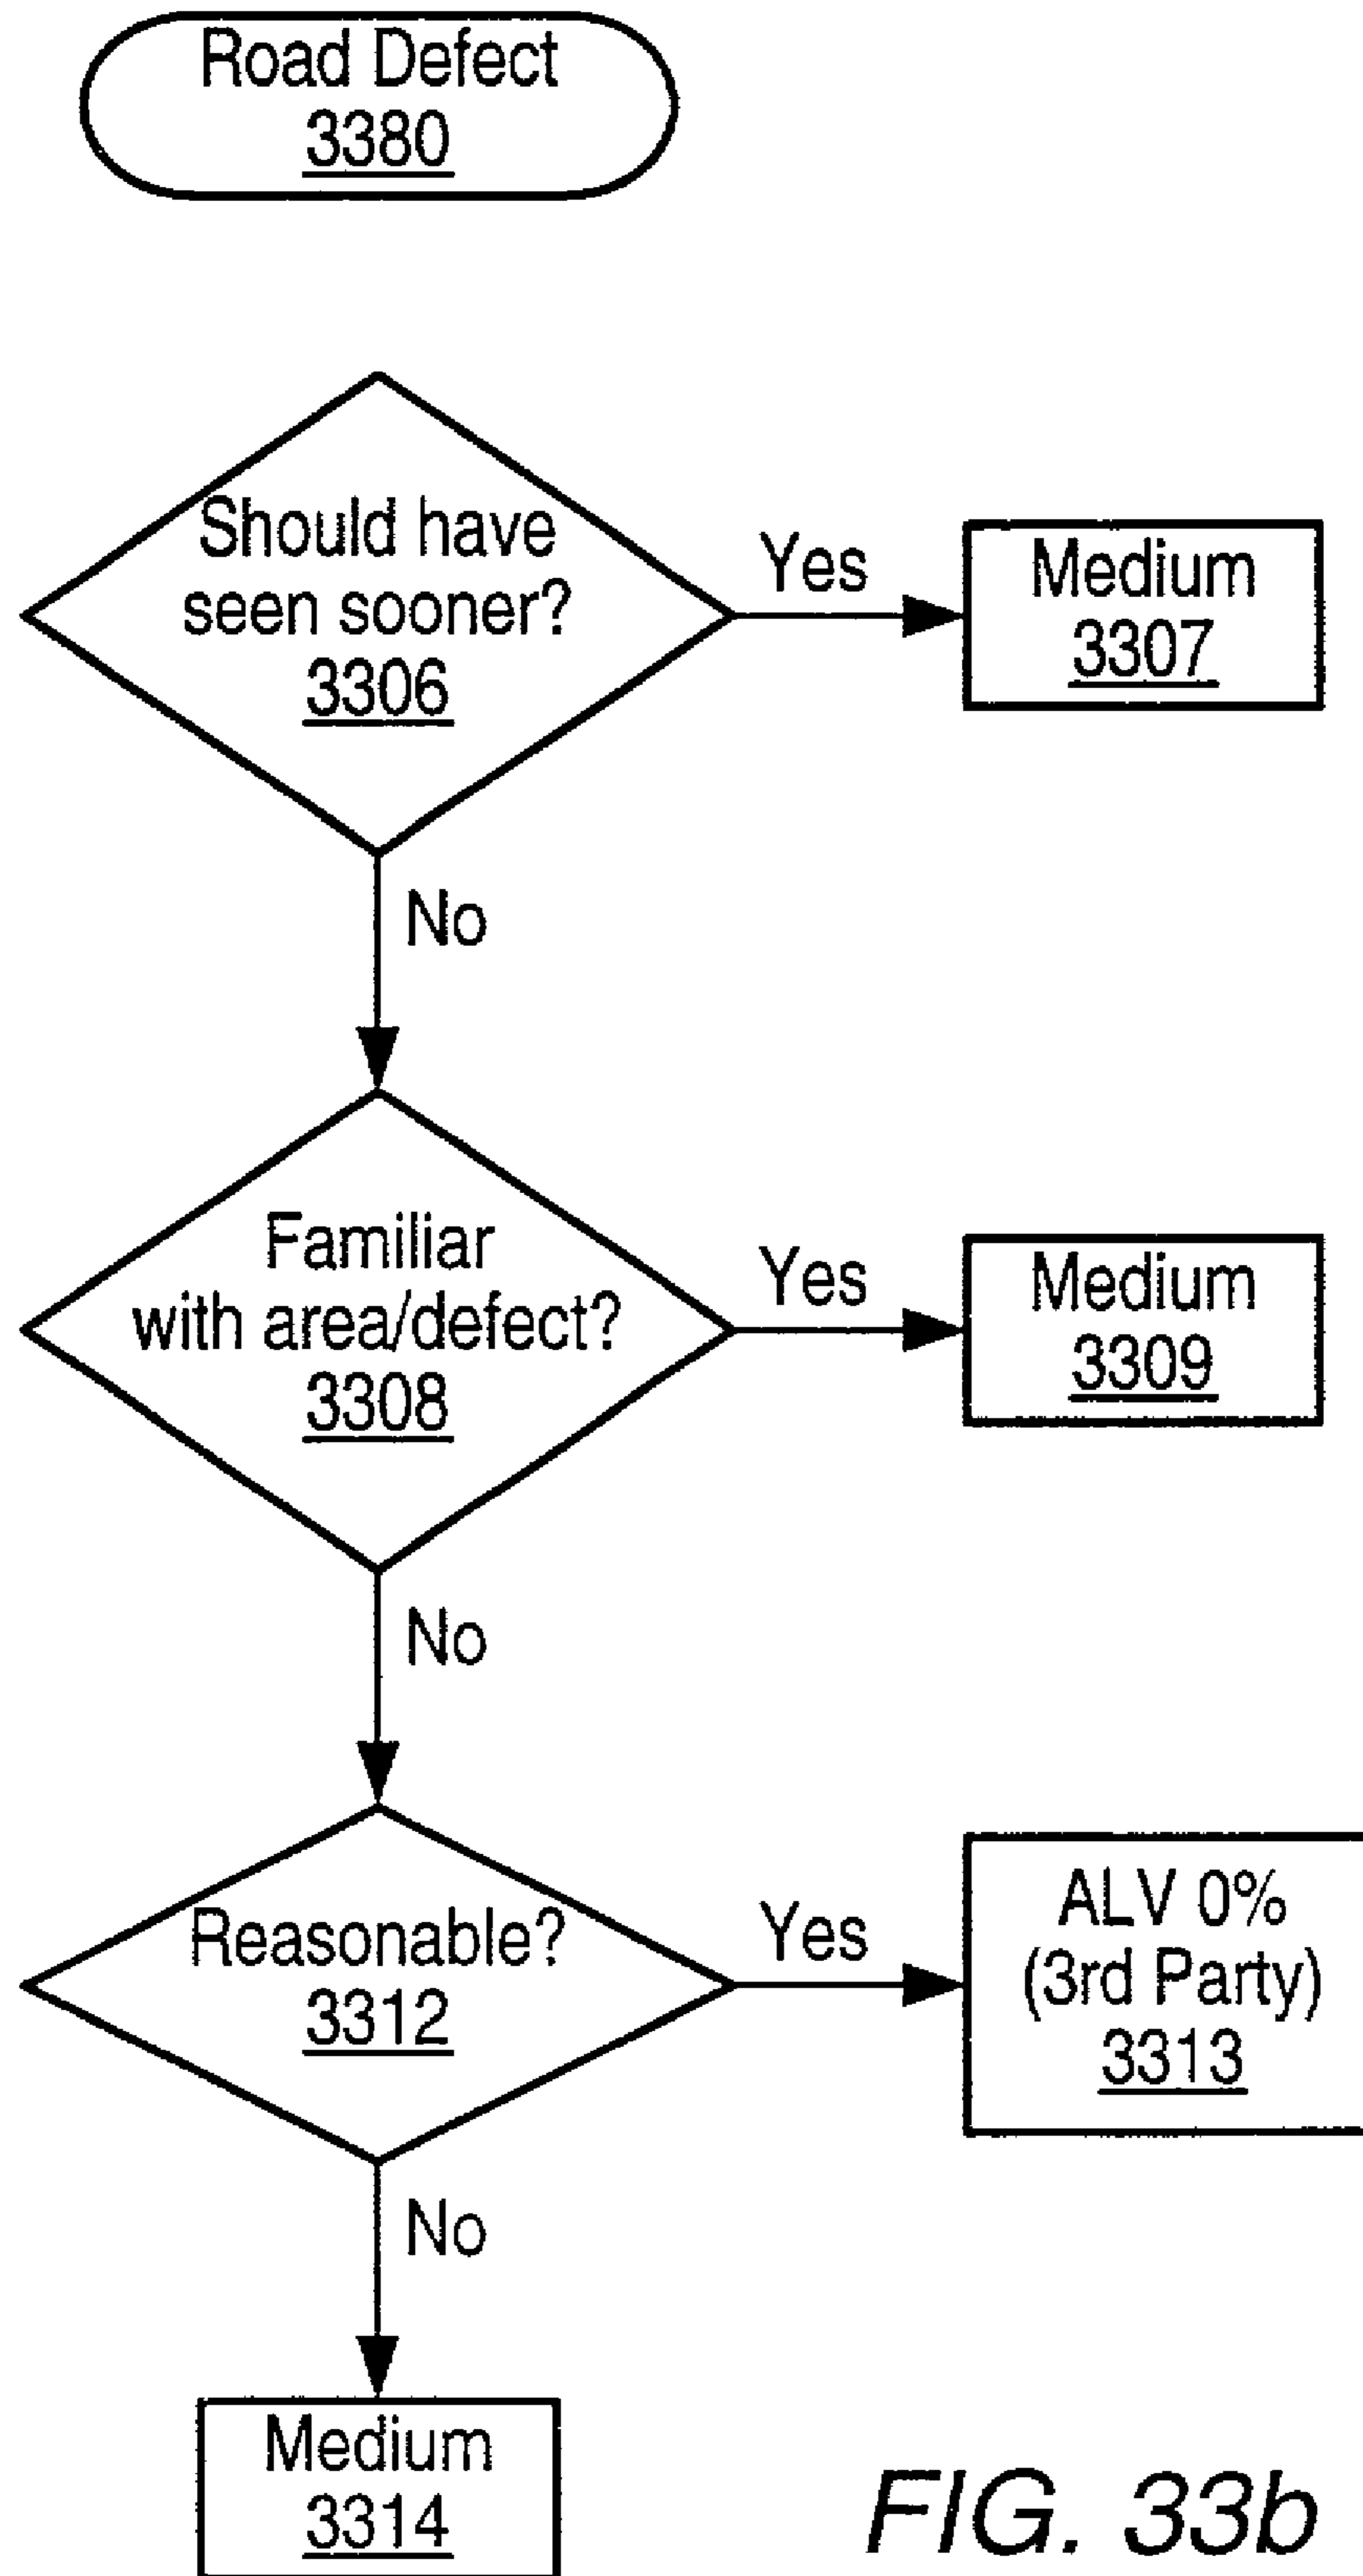 Road Defect
3380
Should have
seen sooner?
3306
Yes
Medium
3307
No
Familiar
with area/defect?
3308
Yes
Medium
3309
No
Reasonable?
3312
Yes
ALV 0%
(3rd Party)
3313
No
Medium
3314
FIG. 33b